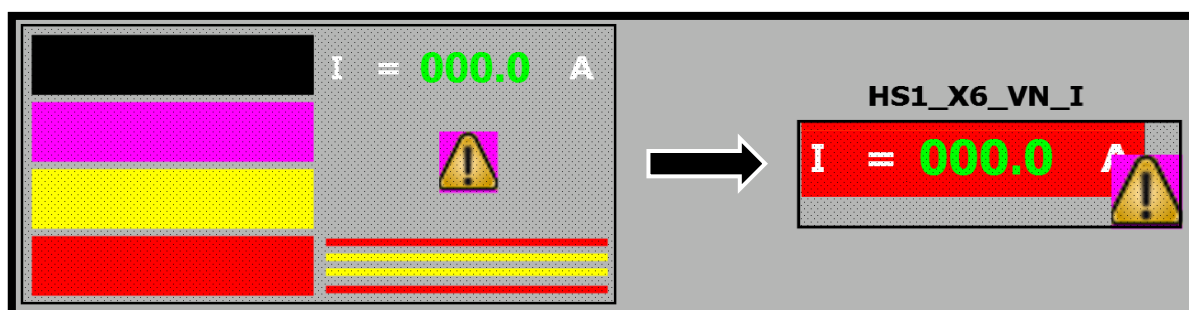 I = 000.0 A
HS1_X6_VN_I
I = 000.0 A